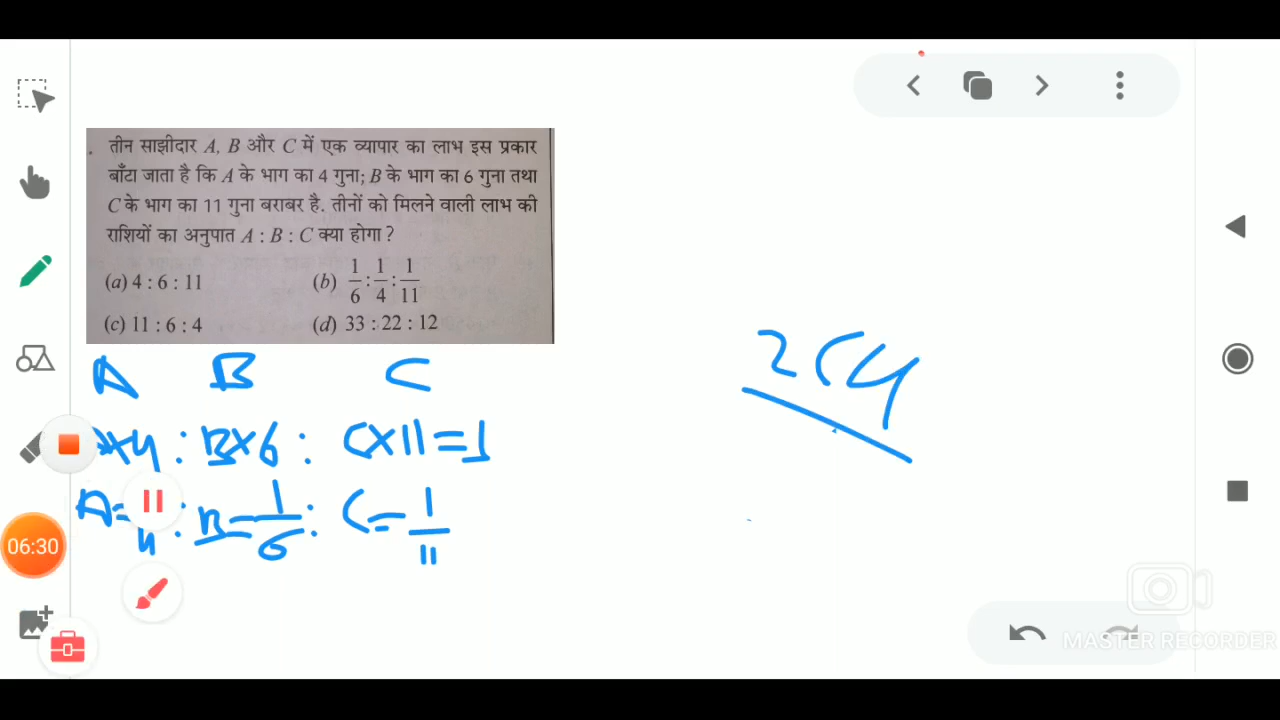 . तीन साझीदार A, B और C में एक व्यापार का लाभ इस प्रकार
बाँटा जाता है कि A के भाग का 4 गुना; B के भाग का 6 गुना तथा
C के भाग का 11 गुना बराबर है. तीनों को मिलने वाली लाभ की
राशियों का अनुपात A : B : C क्या होगा ?
(a) 4 : 6 : 11 (b) 1/6 : 1/4 : 1/11
(c) 11 : 6 : 4 (d) 33 : 22 : 12
A B C
×4 : B×6 : C×11 = 1
A= 4 : B = 1/6 : C = 1/11
264
06:30
MASTER RECORDER